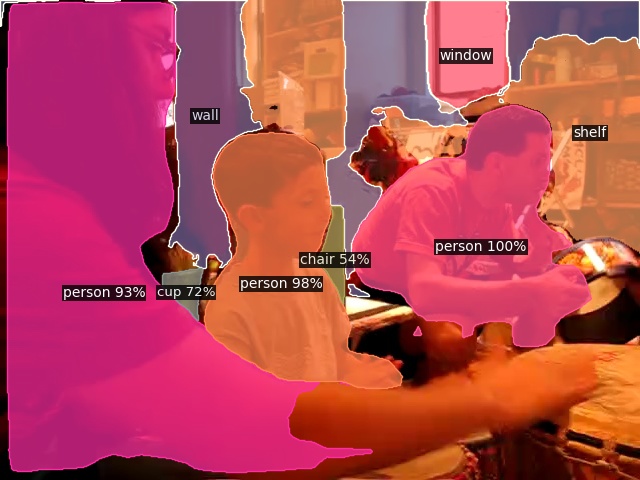 window
wall
shelf
person 100%
chair 54%
person 98%
person 93%
cup 72%